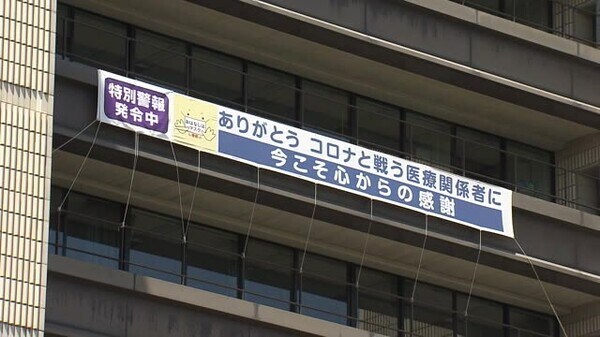 特別警報
発令中
ありがとう コロナと戦う医療関係者に
今こそ心からの感謝